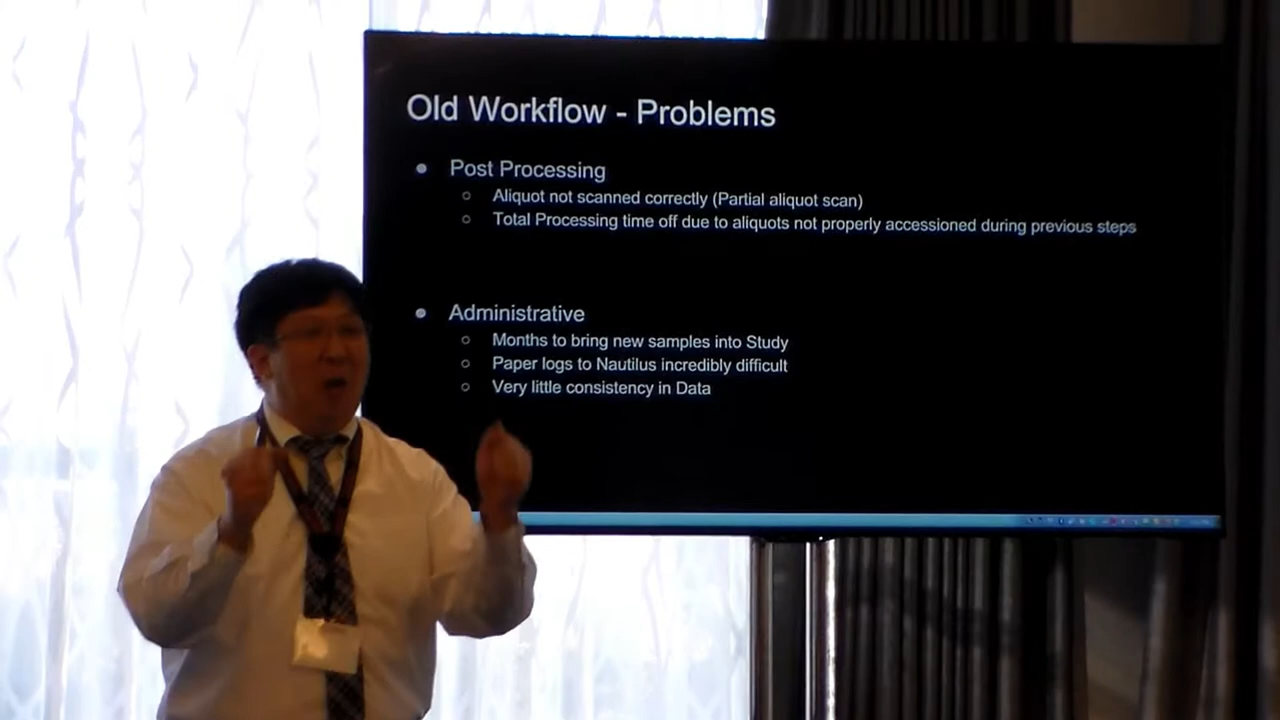 Old Workflow - Problems
Post Processing
Aliquot not scanned correctly (Partial aliquot scan)
Total Processing time off due to aliquots not properly accessioned during previous steps
Administrative
Months to bring new samples into Study
Paper logs to Nautilus incredibly difficult
Very little consistency in Data